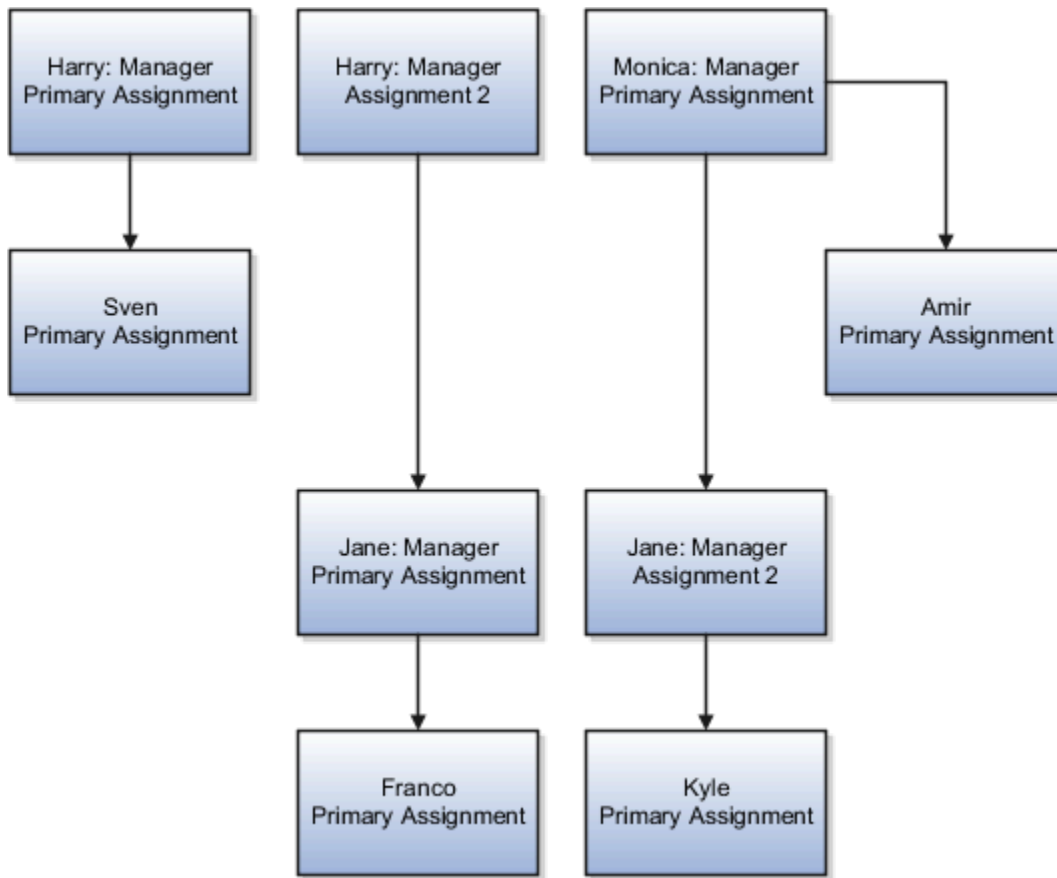 Harry: Manager
Primary Assignment
Harry: Manager
Assignment 2
Monica: Manager
Primary Assignment
Sven
Primary Assignment
Amir
Primary Assignment
Jane: Manager
Primary Assignment
Jane: Manager
Assignment 2
Franco
Primary Assignment
Kyle
Primary Assignment